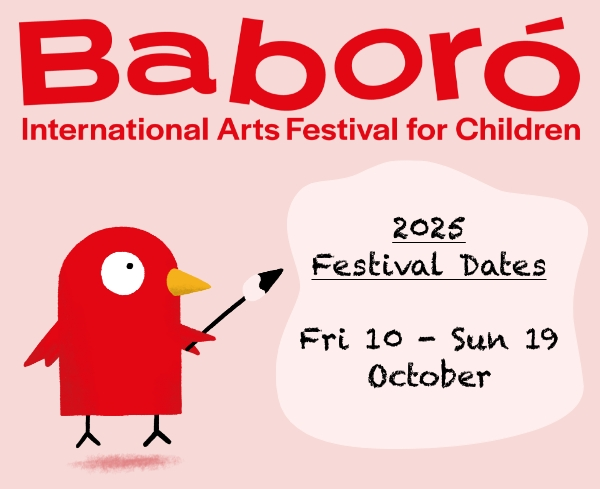 Baboró
International Arts Festival for Children
2025
Festival Dates
Fri 10 - Sun 19
October